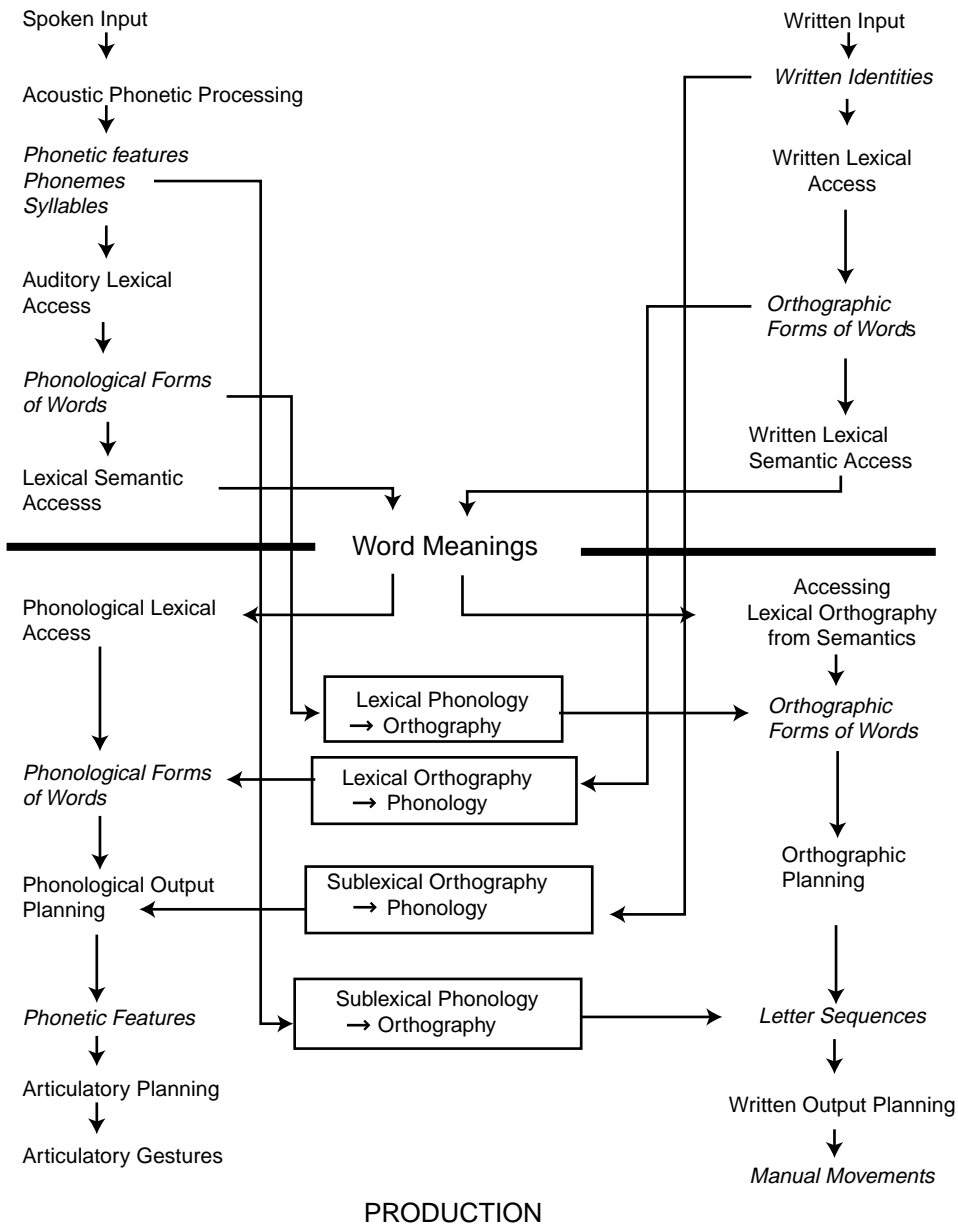 Spoken Input
Acoustic Phonetic Processing
Phonetic features
Phonemes
Syllables
Auditory Lexical
Access
Phonological Forms
of Words
Lexical Semantic
Accesss
Written Input
Written Identities
Written Lexical
Access
Orthographic
Forms of Words
Written Lexical
Semantic Access
Word Meanings
Phonological Lexical
Access
Phonological Forms
of Words
Phonological Output
Planning
Phonetic Features
Articulatory Planning
Articulatory Gestures
Lexical Phonology
→ Orthography
Lexical Orthography
→ Phonology
Sublexical Orthography
→ Phonology
Sublexical Phonology
→ Orthography
Accessing
Lexical Orthography
from Semantics
Orthographic
Forms of Words
Orthographic
Planning
Letter Sequences
Written Output Planning
Manual Movements
PRODUCTION